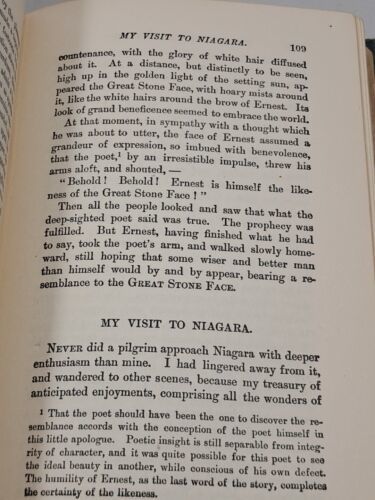 MY VISIT TO NIAGARA. 109
countenance, with the glory of white hair diffused
about it. At a distance, but distinctly to be seen,
high up in the golden light of the setting sun, ap-
peared the Great Stone Face, with hoary mists around
it, like the white hairs around the brow of Ernest. Its
look of grand beneficence seemed to embrace the world.
At that moment, in sympathy with a thought which
he was about to utter, the face of Ernest assumed a
grandeur of expression, so imbued with benevolence,
that the poet,¹ by an irresistible impulse, threw his
arms aloft, and shouted, —
"Behold! Behold! Ernest is himself the like-
ness of the Great Stone Face!"
Then all the people looked and saw that what the
deep-sighted poet said was true. The prophecy was
fulfilled. But Ernest, having finished what he had
to say, took the poet's arm, and walked slowly home-
ward, still hoping that some wiser and better man
than himself would by and by appear, bearing a re-
semblance to the GREAT STONE FACE.
MY VISIT TO NIAGARA.
NEVER did a pilgrim approach Niagara with deeper
enthusiasm than mine. I had lingered away from it,
and wandered to other scenes, because my treasury of
anticipated enjoyments, comprising all the wonders of
¹ That the poet should have been the one to discover the re-
semblance accords with the conception of the poet himself in
this little apologue. Poetic insight is still separable from integ-
rity of character, and it was quite possible for this poet to see
the ideal beauty in another, while conscious of his own defect.
The humility of Ernest, as the last word of the story, completes
the certainty of the likeness.